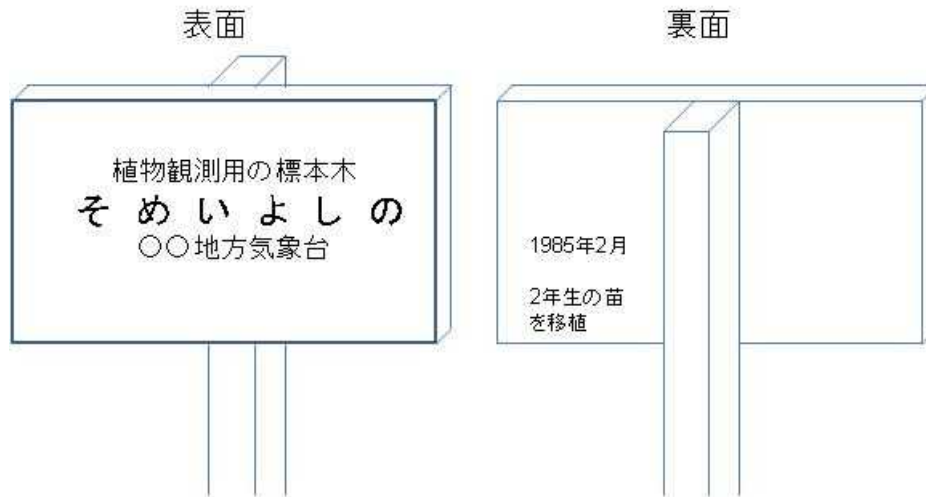 表面
植物観測用の標本木
そめいよしの
○○地方気象台
裏面
1985年2月
2年生の苗
を移植